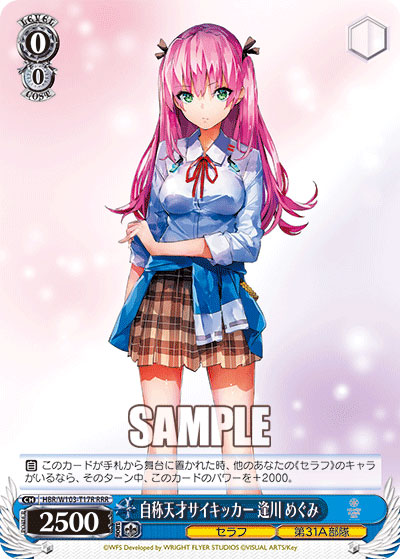 LEVEL
0
0
COST
SAMPLE
このカードが手札から舞台に置かれた時、他のあなたの《セラフ》のキャラ
がいるなら、そのターン中、このカードのパワーを+2000。
CH HBR/W103-T17R RRR
自称天才サイキッカー 逢川 めぐみ
POWER
2500
セラフ
第31A部隊
©WFS Developed by WRIGHT FLYER STUDIOS ©VISUAL ARTS/Key